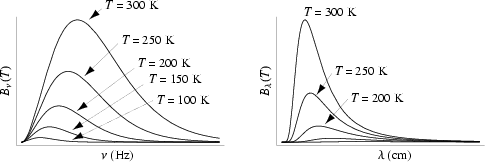 T = 300 K
T = 250 K
T = 200 K
T = 150 K
T = 100 K
Bν(T)
ν (Hz)
T = 300 K
T = 250 K
T = 200 K
Bλ(T)
λ (cm)